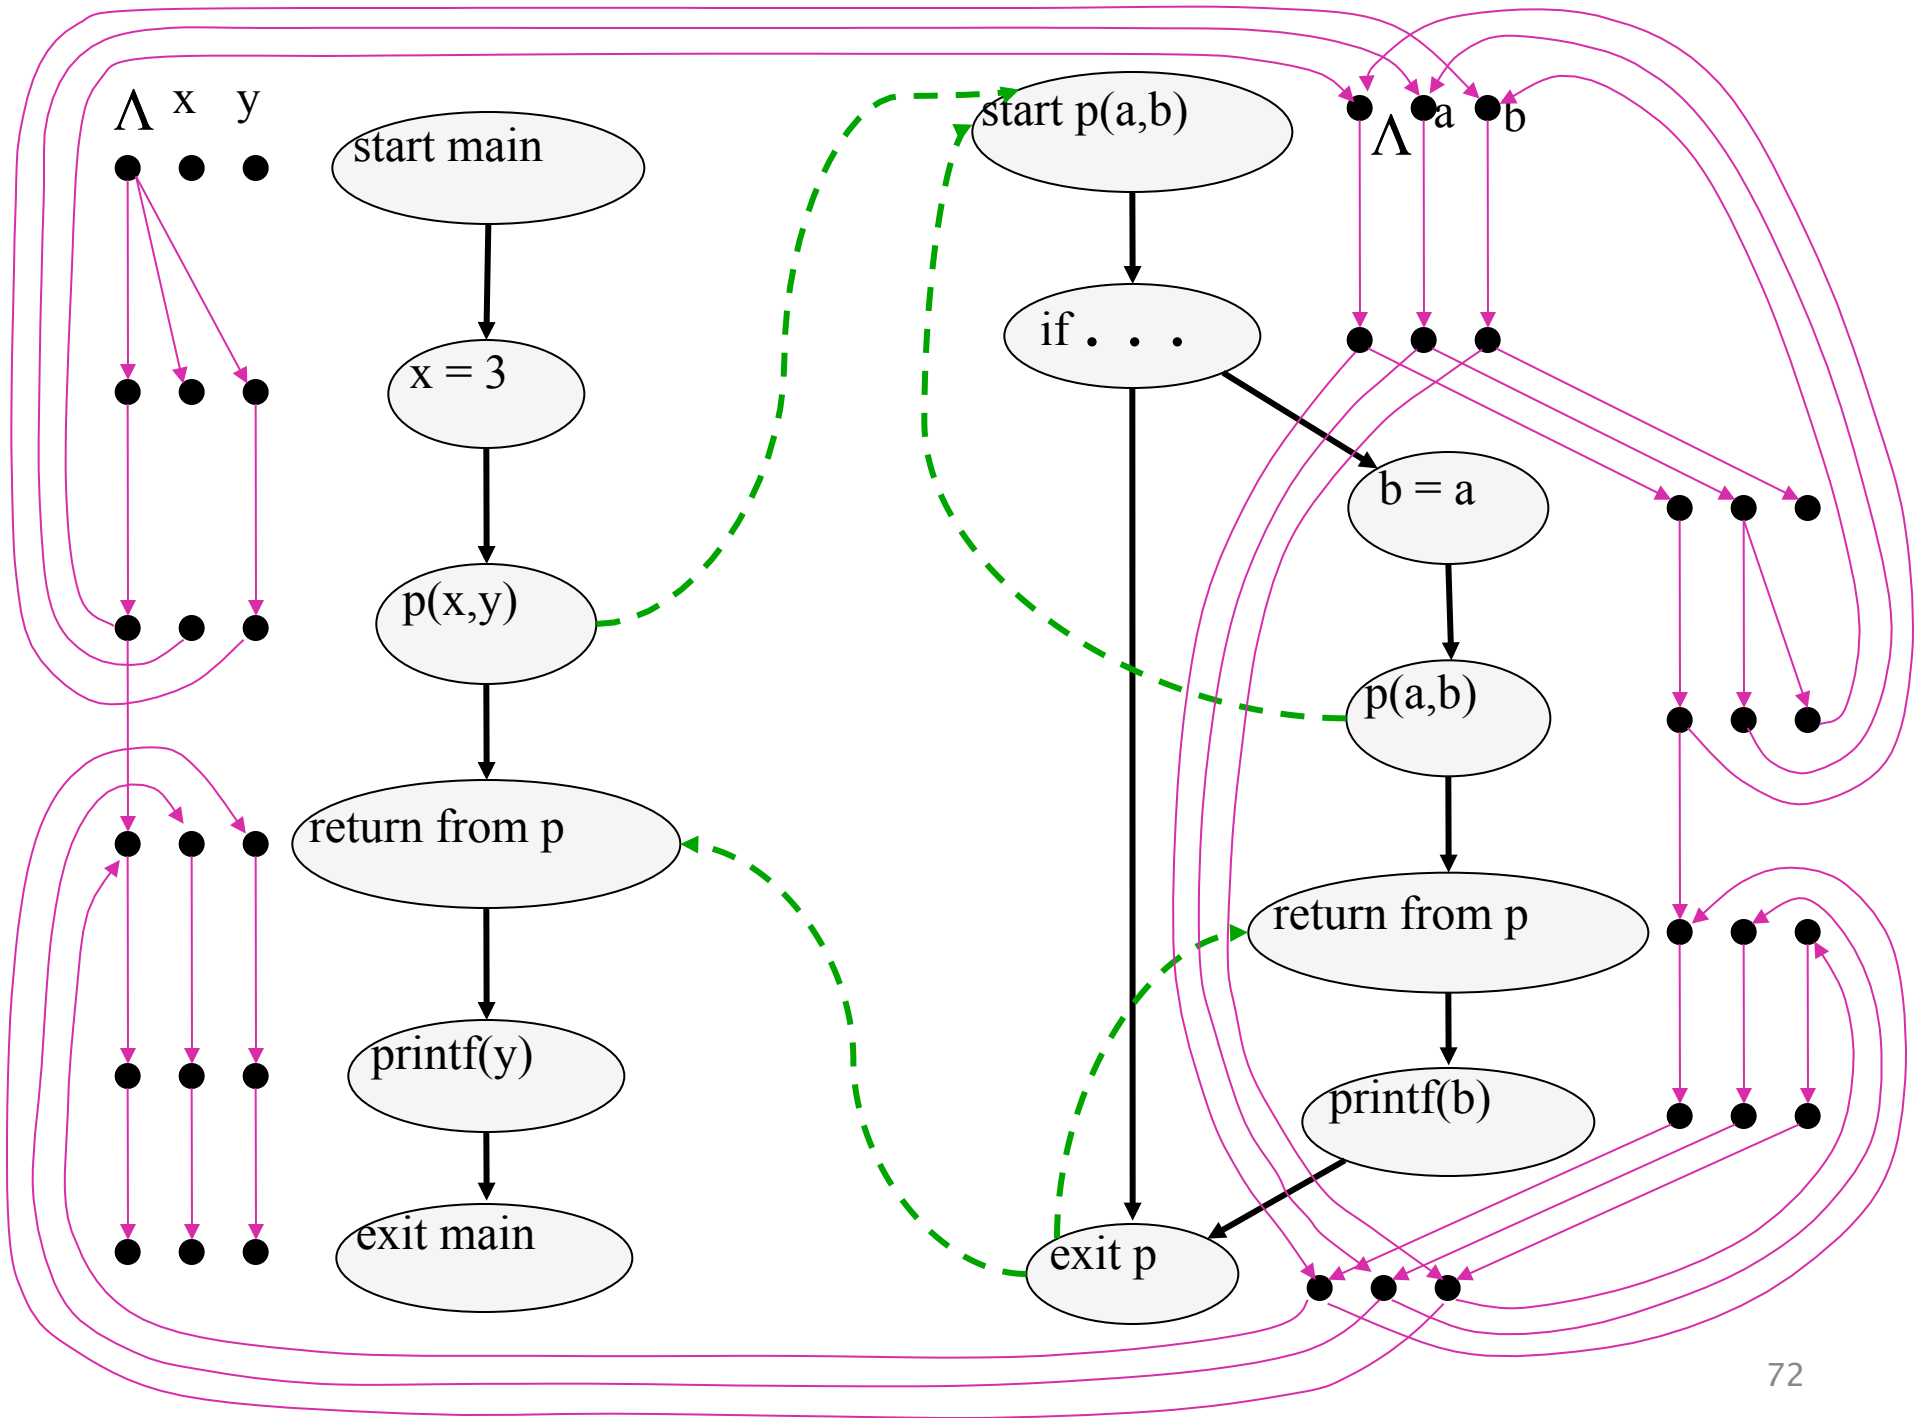 Λ x y
start main
x = 3
p(x,y)
return from p
printf(y)
exit main
start p(a,b)
if . . .
b = a
p(a,b)
return from p
printf(b)
exit p
Λ a b
72